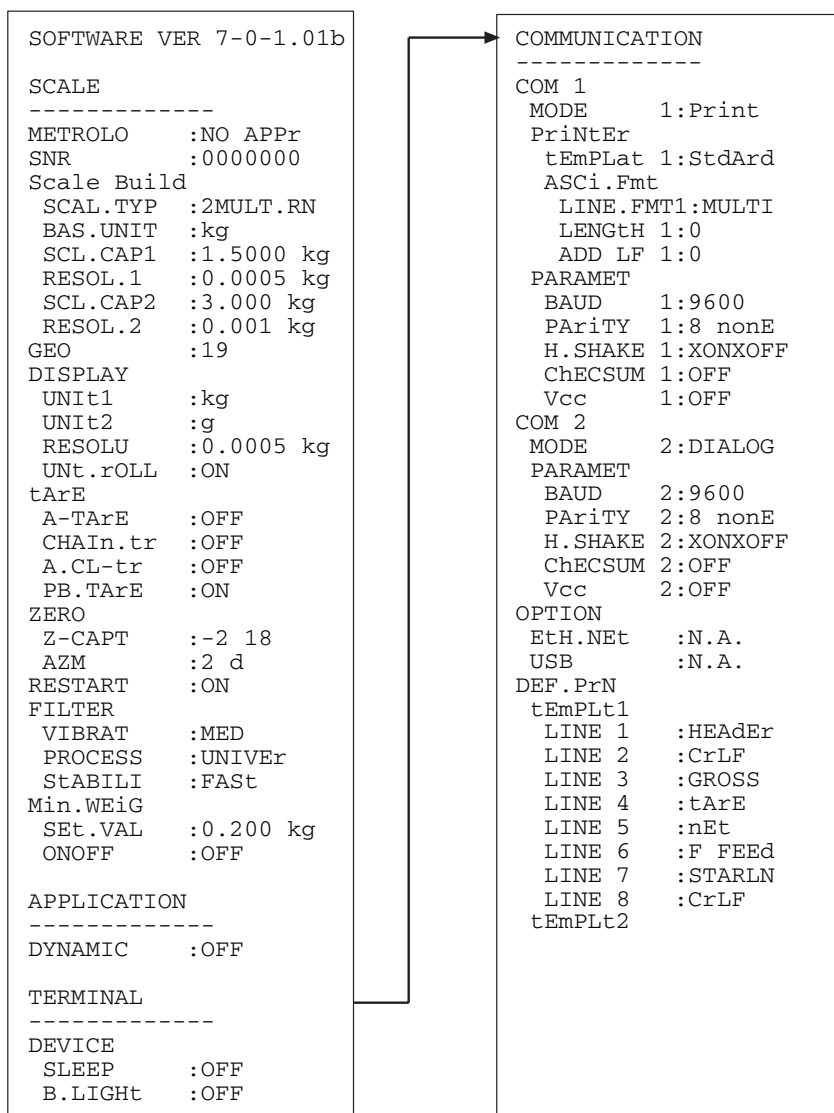 SOFTWARE VER 7-0-1.01b
SCALE
-------------
METROLO :NO APPr
SNR :0000000
Scale Build
SCAL.TYP :2MULT.RN
BAS.UNIT :kg
SCL.CAP1 :1.5000 kg
RESOL.1 :0.0005 kg
SCL.CAP2 :3.000 kg
RESOL.2 :0.001 kg
GEO :19
DISPLAY
UNIt1 :kg
UNIt2 :g
RESOLU :0.0005 kg
UNt.rOLL :ON
tArE
A-TArE :OFF
CHAIn.tr :OFF
A.CL-tr :OFF
PB.TArE :ON
ZERO
Z-CAPT :-2 18
AZM :2 d
RESTART :ON
FILTER
VIBRAT :MED
PROCESS :UNIVEr
StABILI :FASt
Min.WEiG
SEt.VAL :0.200 kg
ONOFF :OFF
APPLICATION
-------------
DYNAMIC :OFF
TERMINAL
-------------
DEVICE
SLEEP :OFF
B.LIGHt :OFF
COMMUNICATION
-------------
COM 1
MODE 1:Print
PriNtEr
tEmPLat 1:StdArd
ASCi.Fmt
LINE.FMT1:MULTI
LENGtH 1:0
ADD LF 1:0
PARAMET
BAUD 1:9600
PAriTY 1:8 nonE
H.SHAKE 1:XONXOFF
ChECSUM 1:OFF
Vcc 1:OFF
COM 2
MODE 2:DIALOG
PARAMET
BAUD 2:9600
PAriTY 2:8 nonE
H.SHAKE 2:XONXOFF
ChECSUM 2:OFF
Vcc 2:OFF
OPTION
EtH.NEt :N.A.
USB :N.A.
DEF.PrN
tEmPLt1
LINE 1 :HEAdEr
LINE 2 :CrLF
LINE 3 :GROSS
LINE 4 :tArE
LINE 5 :nEt
LINE 6 :F FEEd
LINE 7 :STARLN
LINE 8 :CrLF
tEmPLt2